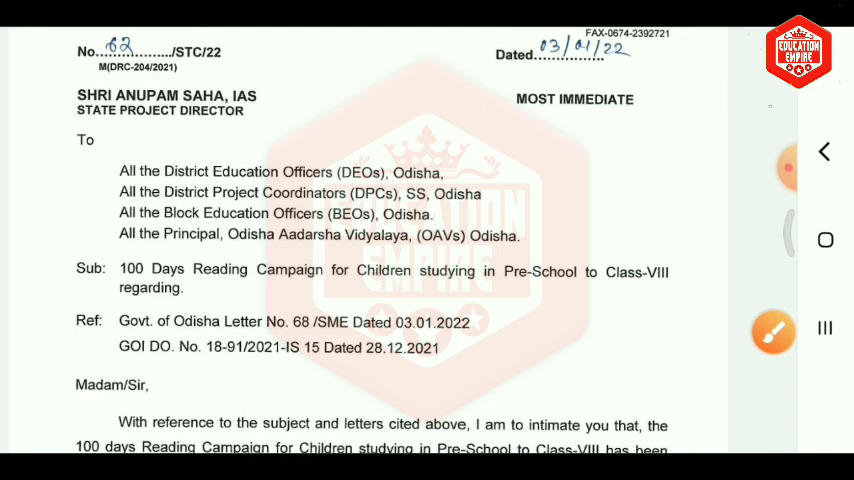 FAX-0674-2392721
No. 62 /STC/22
Dated 03/01/22
M(DRC-204/2021)
SHRI ANUPAM SAHA, IAS
MOST IMMEDIATE
STATE PROJECT DIRECTOR
To
All the District Education Officers (DEOs), Odisha,
All the District Project Coordinators (DPCs), SS, Odisha
All the Block Education Officers (BEOs), Odisha.
All the Principal, Odisha Aadarsha Vidyalaya, (OAVs) Odisha.
Sub: 100 Days Reading Campaign for Children studying in Pre-School to Class-VIII
regarding.
Ref: Govt. of Odisha Letter No. 68 /SME Dated 03.01.2022
GOI DO. No. 18-91/2021-IS 15 Dated 28.12.2021
Madam/Sir,
With reference to the subject and letters cited above, I am to intimate you that, the
100 days Reading Campaign for Children studying in Pre-School to Class-VIII has been
EDUCATION
EMPIRE
EDUCATION
EMPIRE